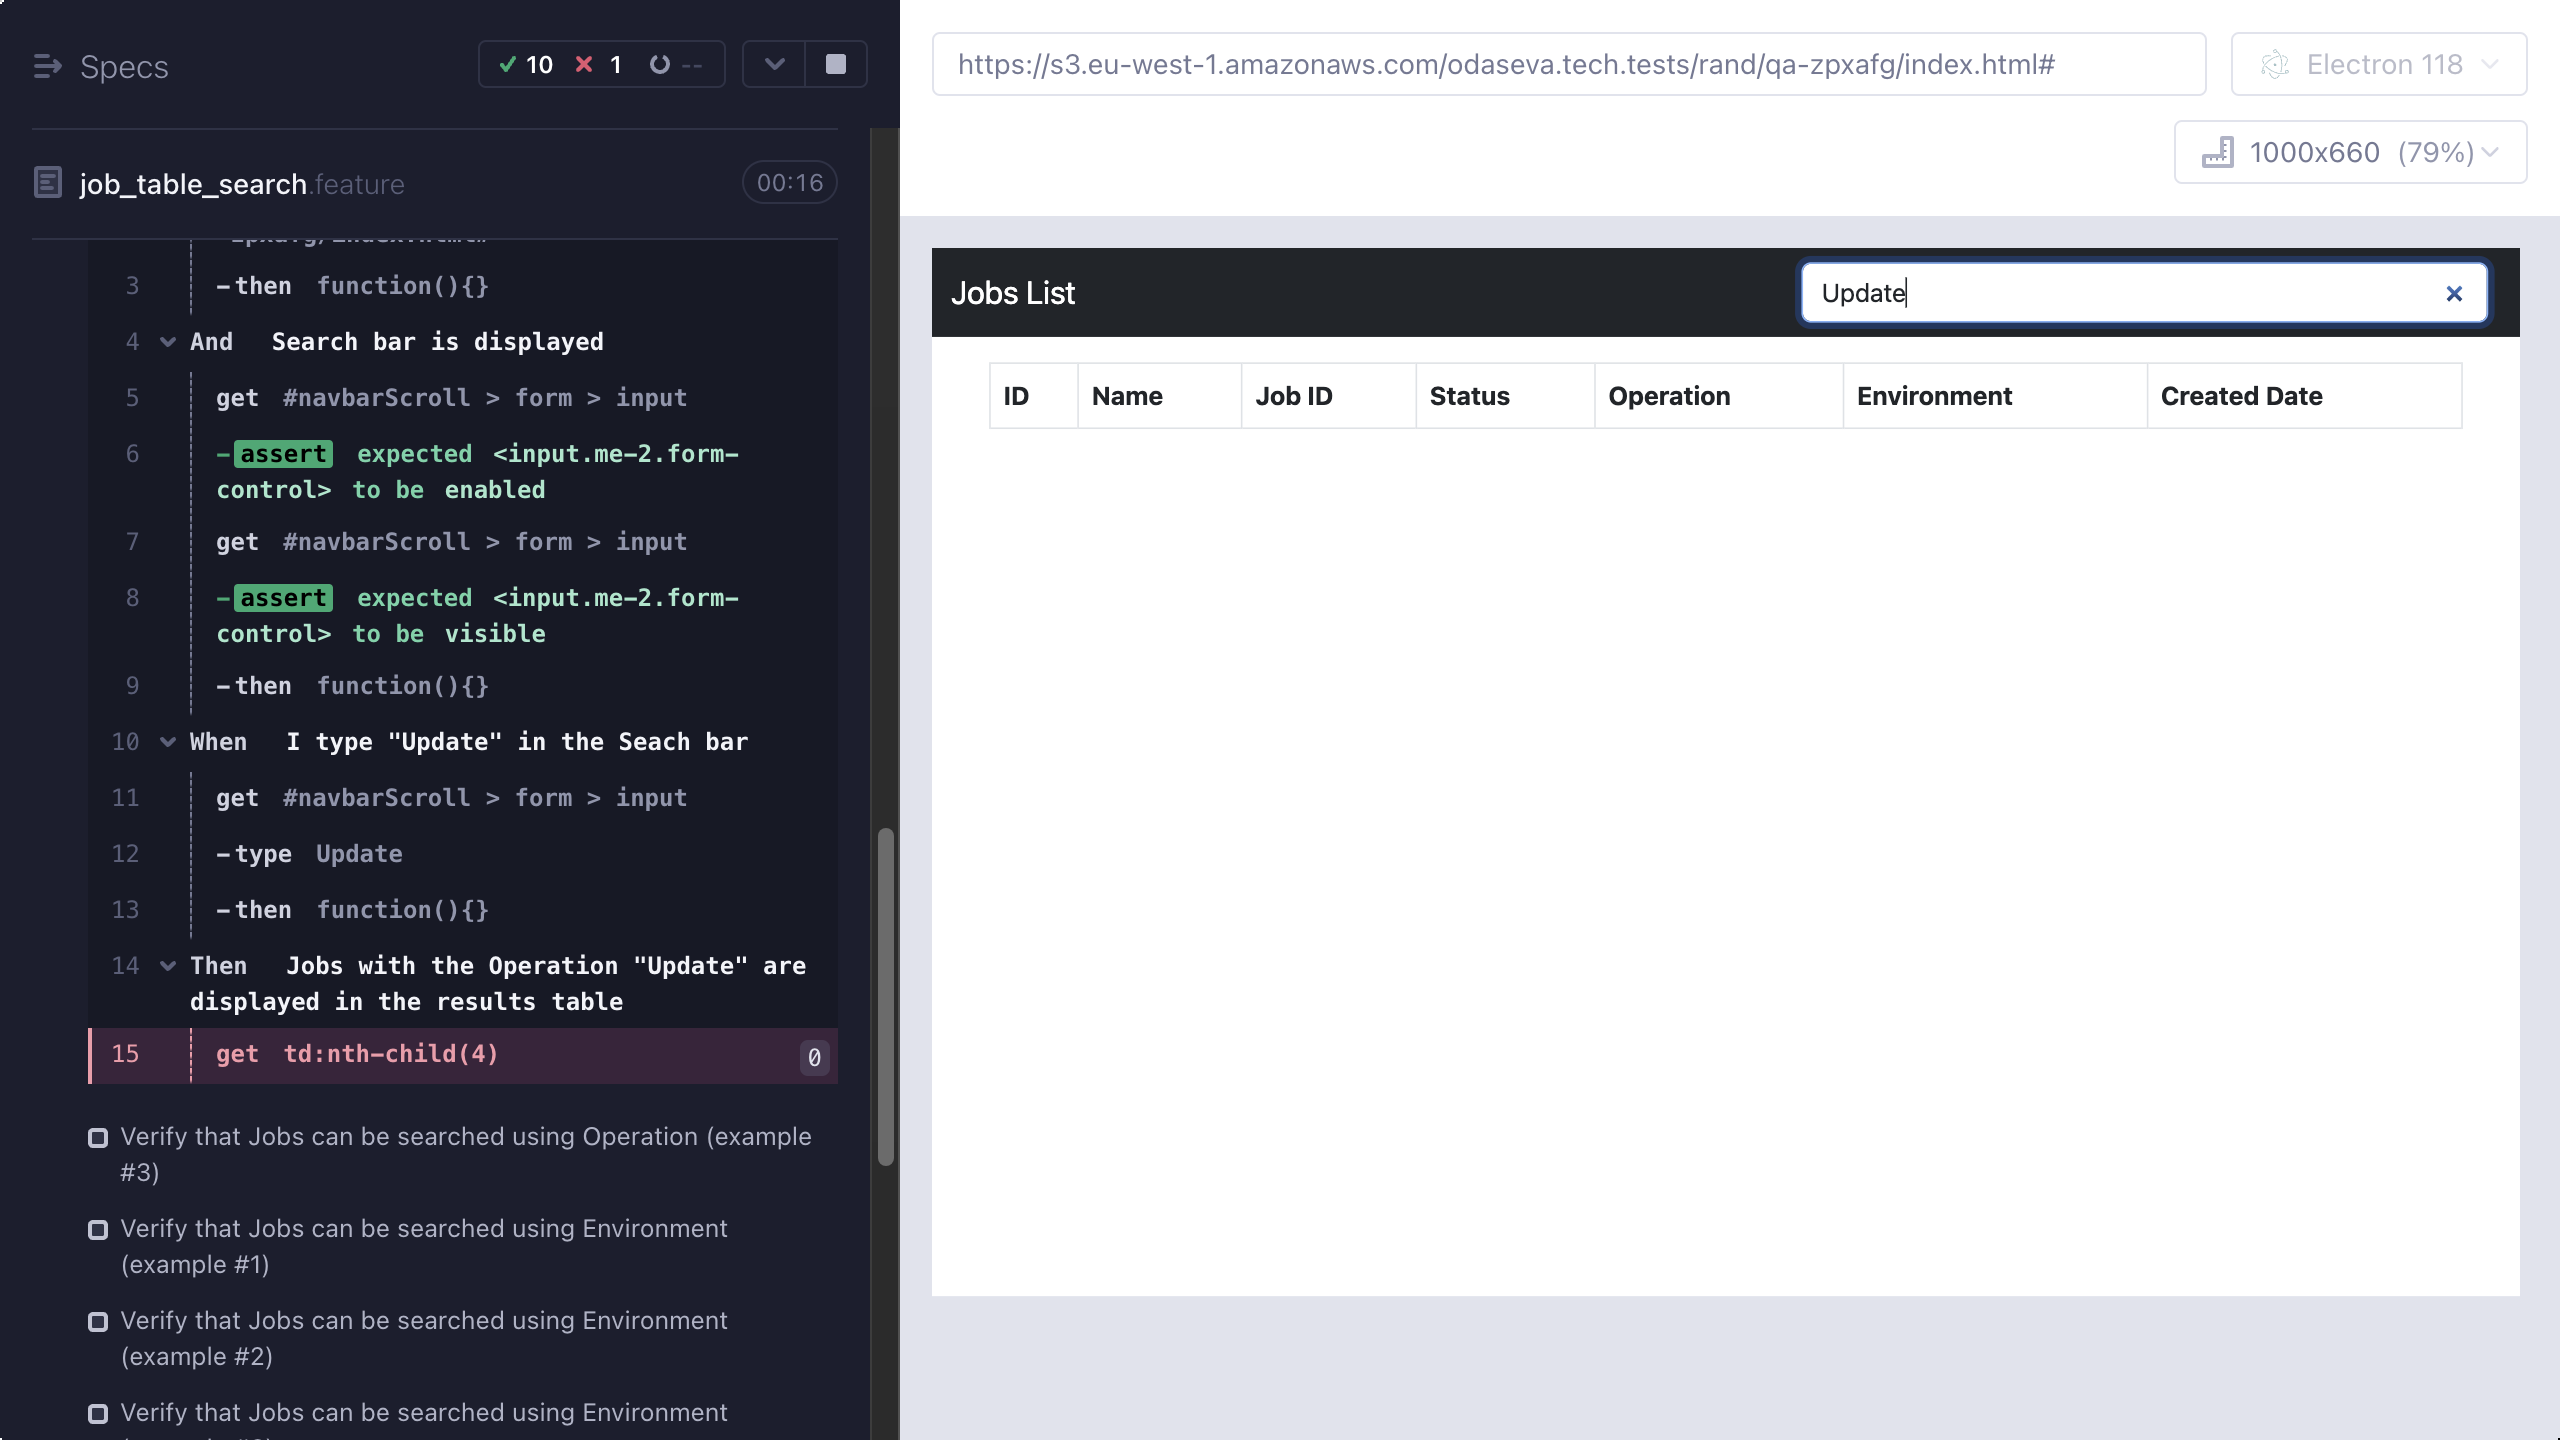 Specs
10 1 --
job_table_search.feature
00:16
3 -then function(){}
4 And Search bar is displayed
5 get #navbarScroll > form > input
6 -assert expected <input.me-2.form-
control> to be enabled
7 get #navbarScroll > form > input
8 -assert expected <input.me-2.form-
control> to be visible
9 -then function(){}
10 When I type "Update" in the Seach bar
11 get #navbarScroll > form > input
12 -type Update
13 -then function(){}
14 Then Jobs with the Operation "Update" are
displayed in the results table
15 get td:nth-child(4) 0
Verify that Jobs can be searched using Operation (example
#3)
Verify that Jobs can be searched using Environment
(example #1)
Verify that Jobs can be searched using Environment
(example #2)
Verify that Jobs can be searched using Environment
https://s3.eu-west-1.amazonaws.com/odaseva.tech.tests/rand/qa-zpxafg/index.html#
Electron 118
1000x660 (79%)
Jobs List
Update
ID Name Job ID Status Operation Environment Created Date